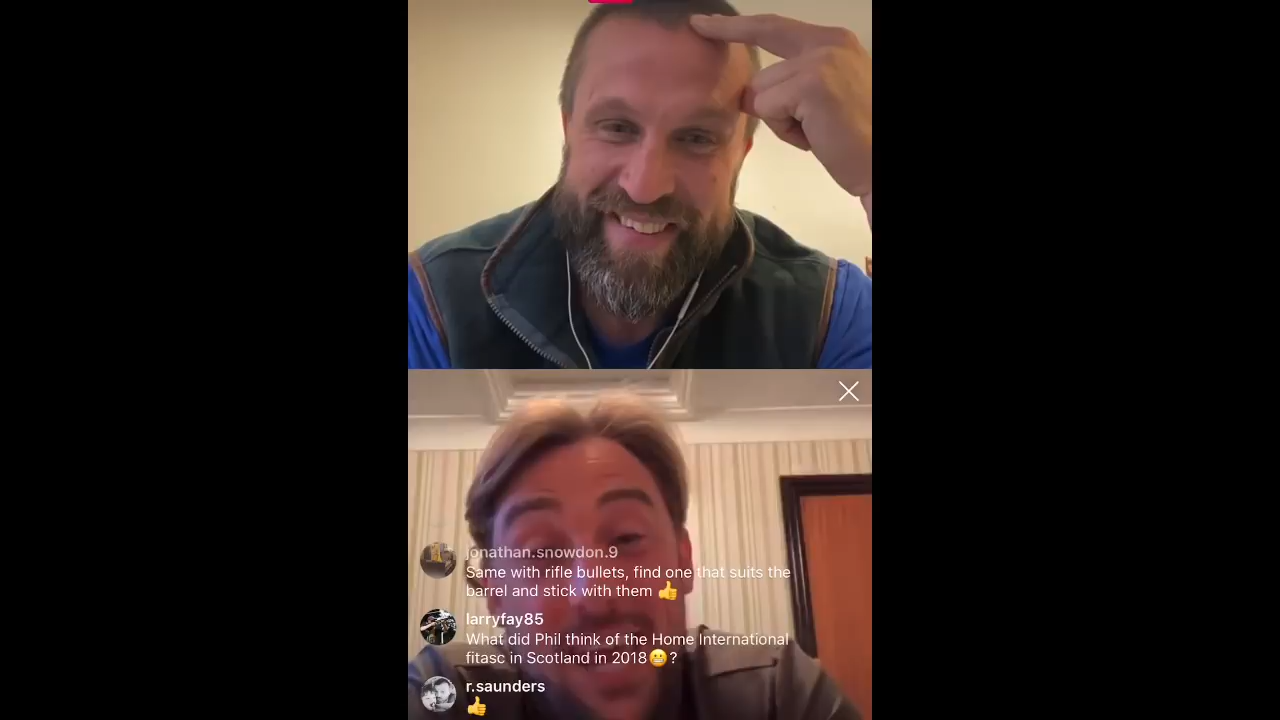 jonathan.snowdon.9
Same with rifle bullets, find one that suits the
barrel and stick with them 👍
larryfay85
What did Phil think of the Home International
fitasc in Scotland in 2018😬?
r.saunders
👍